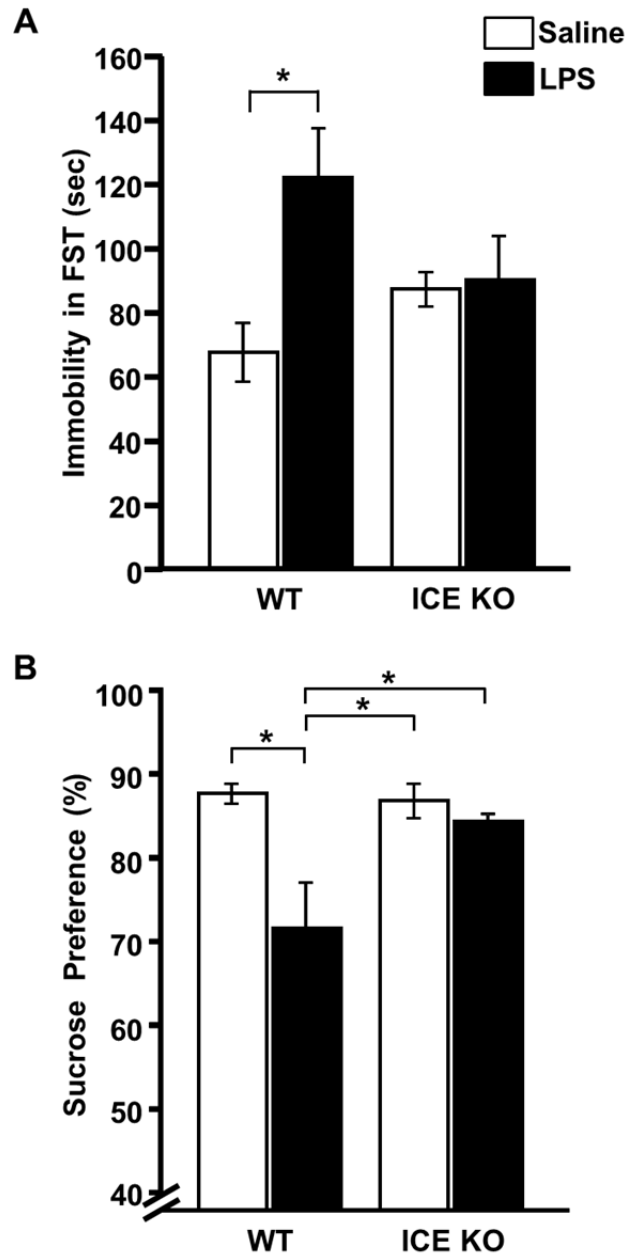 A
Saline
LPS
Immobility in FST (sec)
160
140
120
100
80
60
40
20
0
*
WT
ICE KO
B
Sucrose Preference (%)
100
90
80
70
60
50
40
*
*
*
WT
ICE KO